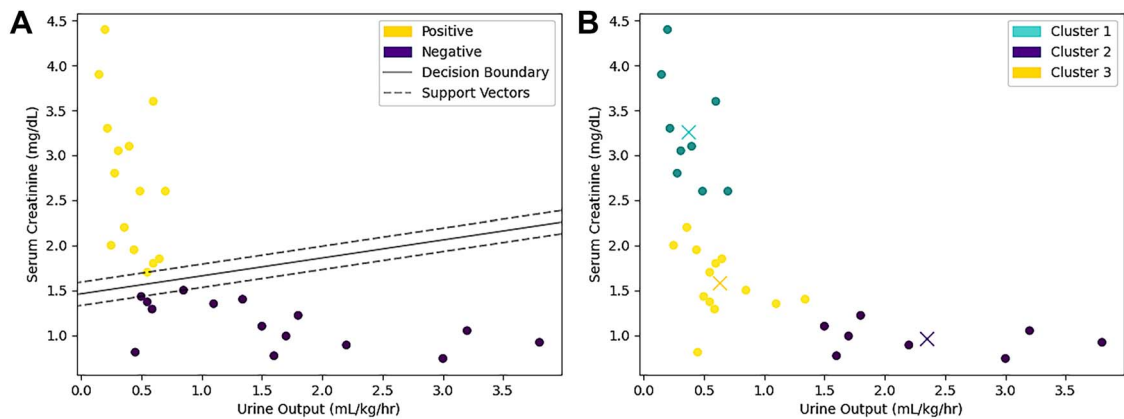 A
4.5
4.0
3.5
3.0
2.5
2.0
1.5
1.0
Serum Creatinine (mg/dL)
0.0 0.5 1.0 1.5 2.0 2.5 3.0 3.5
Urine Output (mL/kg/hr)
Positive
Negative
Decision Boundary
Support Vectors
B
4.5
4.0
3.5
3.0
2.5
2.0
1.5
1.0
Serum Creatinine (mg/dL)
0.0 0.5 1.0 1.5 2.0 2.5 3.0 3.5
Urine Output (mL/kg/hr)
Cluster 1
Cluster 2
Cluster 3